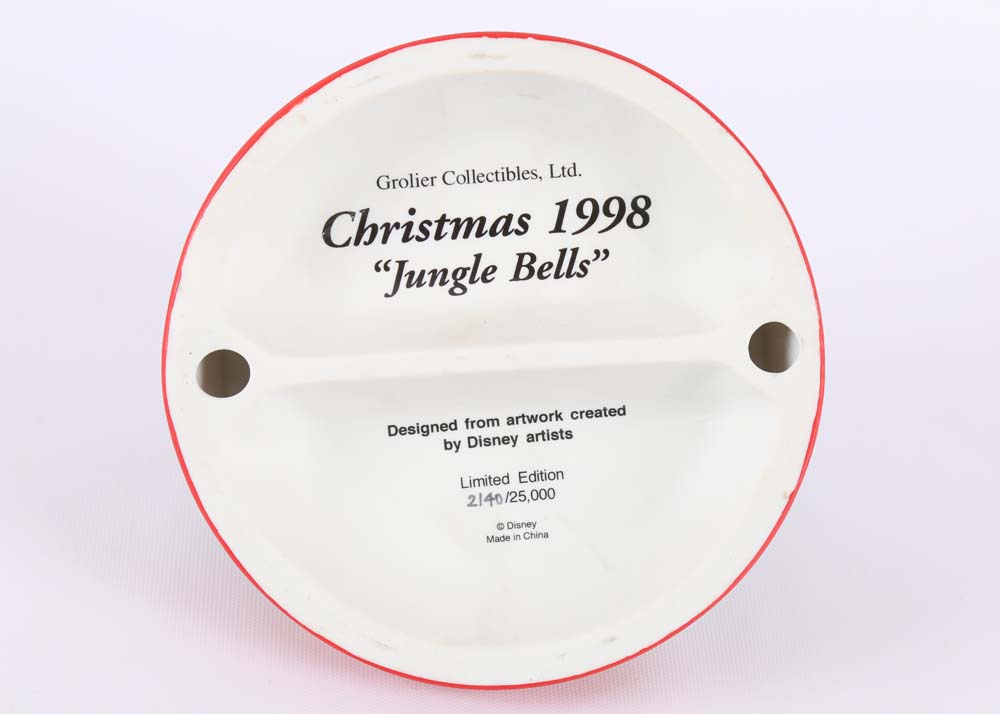 Grolier Collectibles, Ltd.
Christmas 1998
“Jungle Bells”
Designed from artwork created
by Disney artists
Limited Edition
2140/25,000
© Disney
Made in China